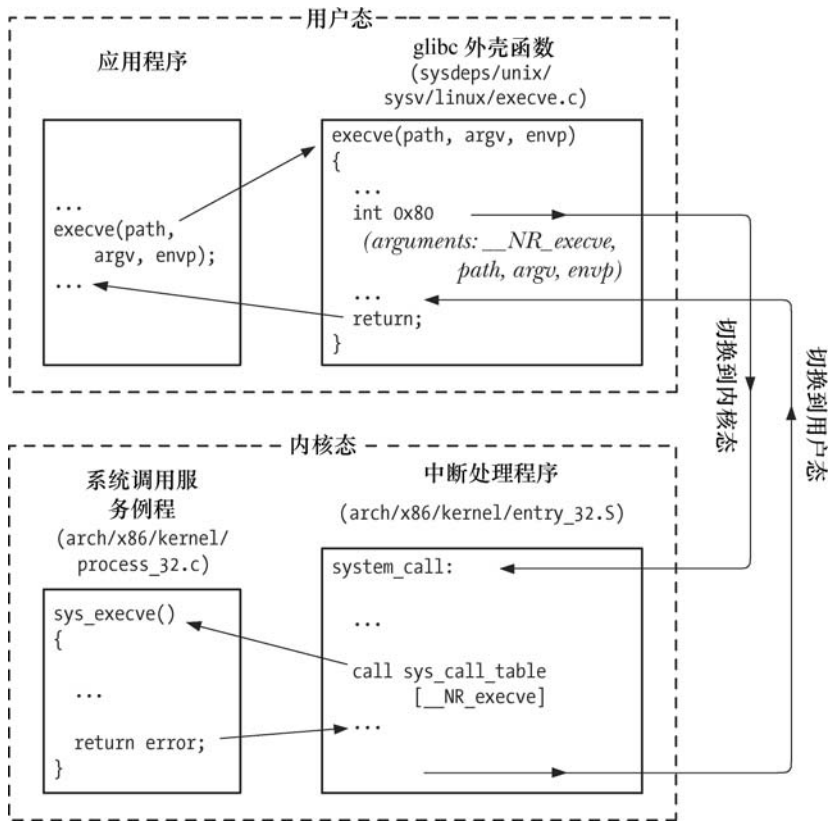 用户态
应用程序
glibc 外壳函数
(sysdeps/unix/
sysv/linux/execve.c)
...
execve(path,
argv, envp);
...
execve(path, argv, envp)
{
...
int 0x80
(arguments: __NR_execve,
path, argv, envp)
...
return;
}
切换到内核态
切换到用户态
内核态
系统调用服
务例程
(arch/x86/kernel/
process_32.c)
中断处理程序
(arch/x86/kernel/entry_32.S)
sys_execve()
{
...
return error;
}
system_call:
...
call sys_call_table
[__NR_execve]
...